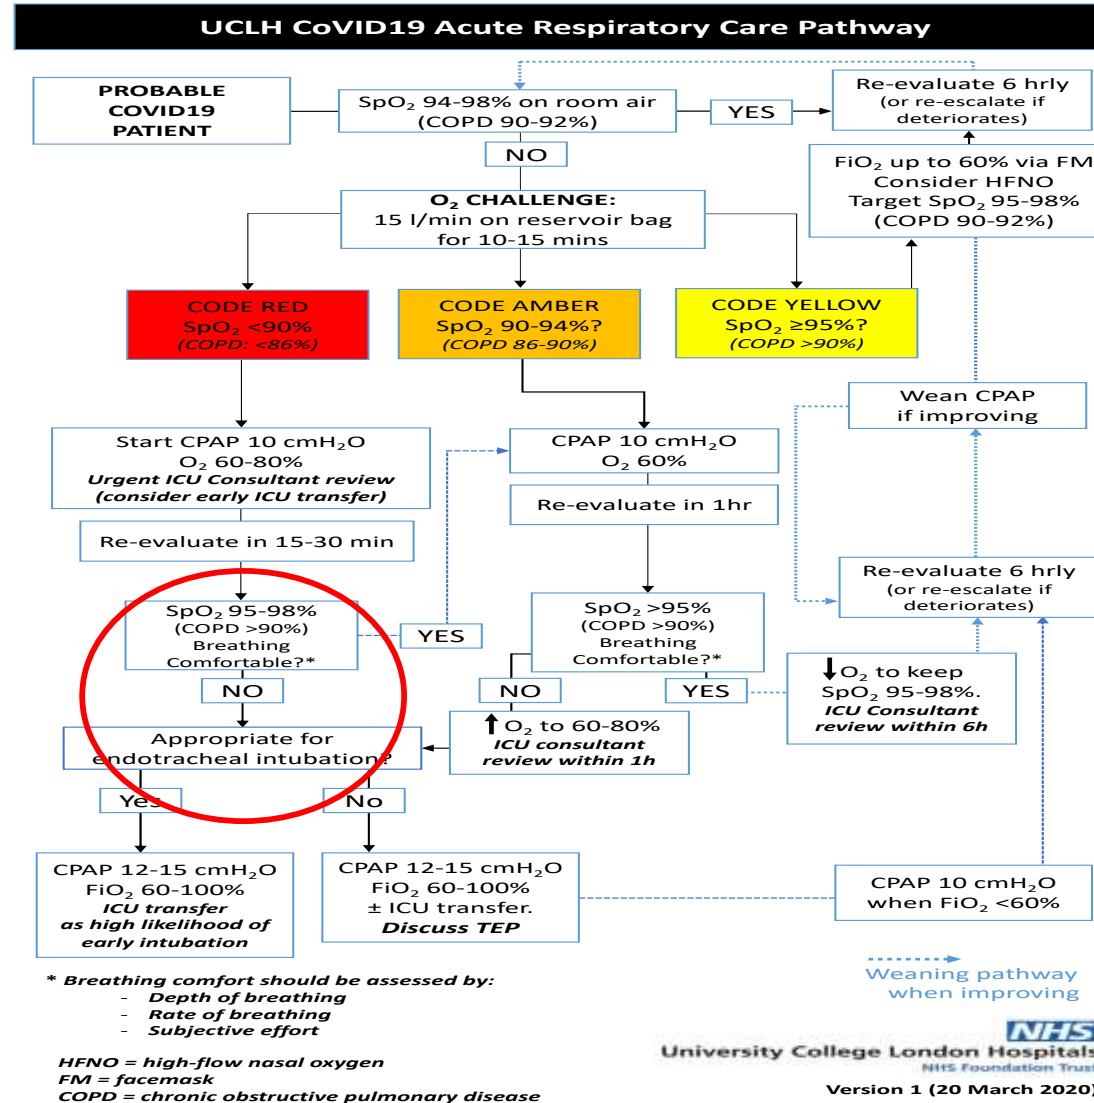 UCLH CoVID19 Acute Respiratory Care Pathway
PROBABLE
COVID19
PATIENT
SpO₂ 94-98% on room air
(COPD 90-92%)
YES
Re-evaluate 6 hrly
(or re-escalate if
deteriorates)
NO
FiO₂ up to 60% via FM
Consider HFNO
Target SpO₂ 95-98%
(COPD 90-92%)
O₂ CHALLENGE:
15 l/min on reservoir bag
for 10-15 mins
CODE RED
SpO₂ <90%
(COPD: <86%)
CODE AMBER
SpO₂ 90-94%?
(COPD 86-90%)
CODE YELLOW
SpO₂ ≥95%?
(COPD >90%)
Wean CPAP
if improving
Start CPAP 10 cmH₂O
O₂ 60-80%
Urgent ICU Consultant review
(consider early ICU transfer)
CPAP 10 cmH₂O
O₂ 60%
Re-evaluate in 15-30 min
Re-evaluate in 1hr
Re-evaluate 6 hrly
(or re-escalate if
deteriorates)
SpO₂ 95-98%
(COPD >90%)
Breathing
Comfortable?*
YES
SpO₂ >95%
(COPD >90%)
Breathing
Comfortable?*
NO
NO
YES
↓O₂ to keep
SpO₂ 95-98%.
ICU Consultant
review within 6h
↑ O₂ to 60-80%
ICU consultant
review within 1h
Appropriate for
endotracheal intubation?
Yes
No
CPAP 12-15 cmH₂O
FiO₂ 60-100%
ICU transfer
as high likelihood of
early intubation
CPAP 12-15 cmH₂O
FiO₂ 60-100%
± ICU transfer.
Discuss TEP
CPAP 10 cmH₂O
when FiO₂ <60%
Weaning pathway
when improving
* Breathing comfort should be assessed by:
- Depth of breathing
- Rate of breathing
- Subjective effort
HFNO = high-flow nasal oxygen
FM = facemask
COPD = chronic obstructive pulmonary disease
NHS
University College London Hospitals
NHS Foundation Trust
Version 1 (20 March 2020)